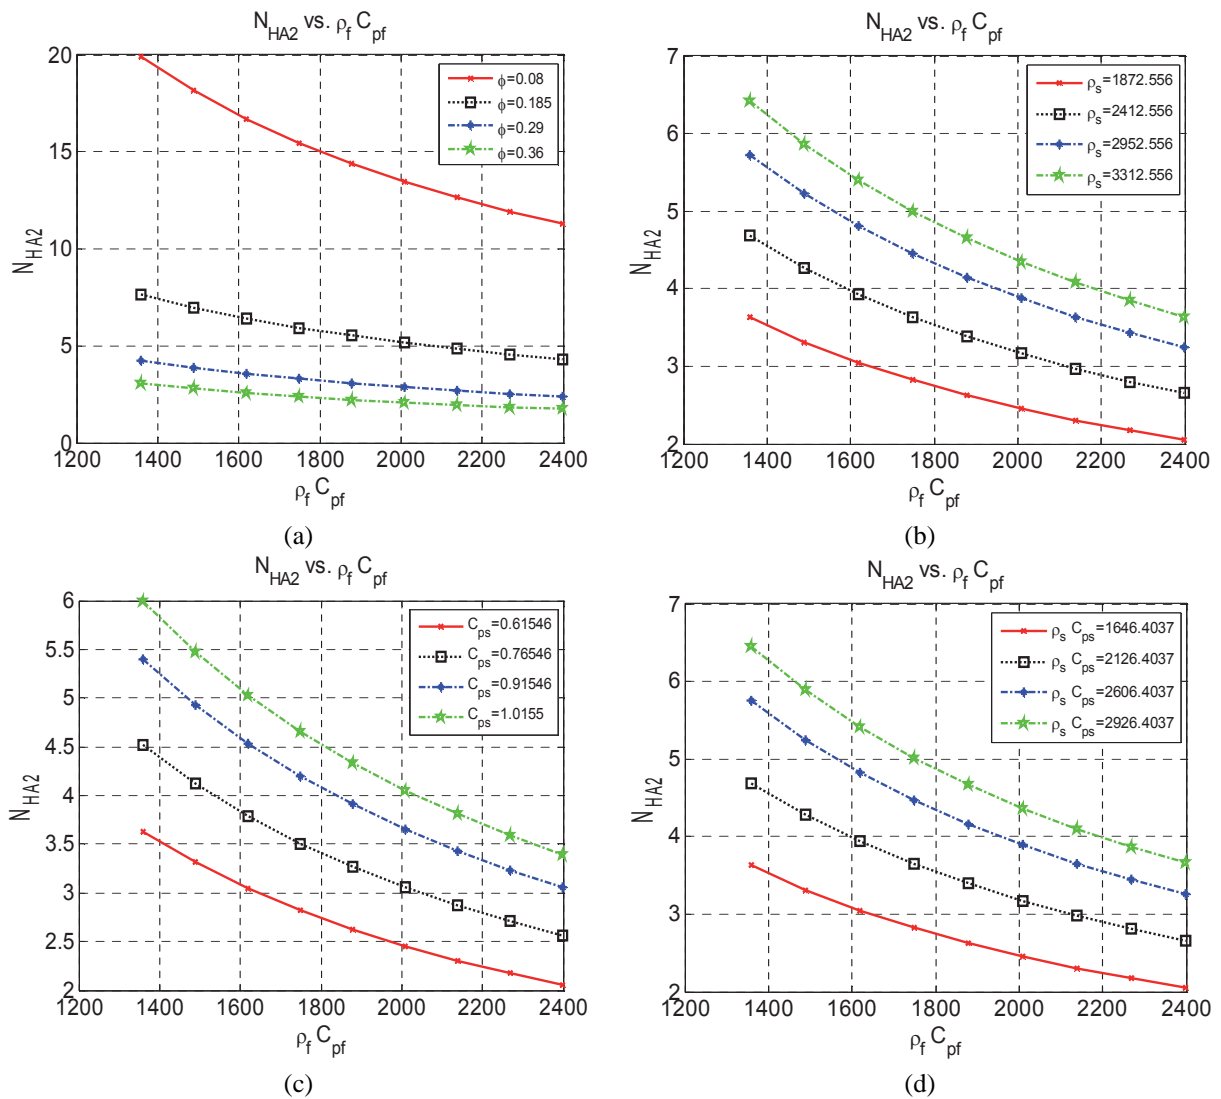 N_HA2 vs. ρ_f C_pf
20
15
10
5
0
N_HA2
ϕ=0.08
ϕ=0.185
ϕ=0.29
ϕ=0.36
1200 1400 1600 1800 2000 2200 2400
ρ_f C_pf
(a)
N_HA2 vs. ρ_f C_pf
7
6
5
4
3
2
N_HA2
ρ_s=1872.556
ρ_s=2412.556
ρ_s=2952.556
ρ_s=3312.556
1200 1400 1600 1800 2000 2200 2400
ρ_f C_pf
(b)
N_HA2 vs. ρ_f C_pf
6
5.5
5
4.5
4
3.5
3
2.5
2
N_HA2
C_ps=0.61546
C_ps=0.76546
C_ps=0.91546
C_ps=1.0155
1200 1400 1600 1800 2000 2200 2400
ρ_f C_pf
(c)
N_HA2 vs. ρ_f C_pf
7
6
5
4
3
2
N_HA2
ρ_s C_ps=1646.4037
ρ_s C_ps=2126.4037
ρ_s C_ps=2606.4037
ρ_s C_ps=2926.4037
1200 1400 1600 1800 2000 2200 2400
ρ_f C_pf
(d)